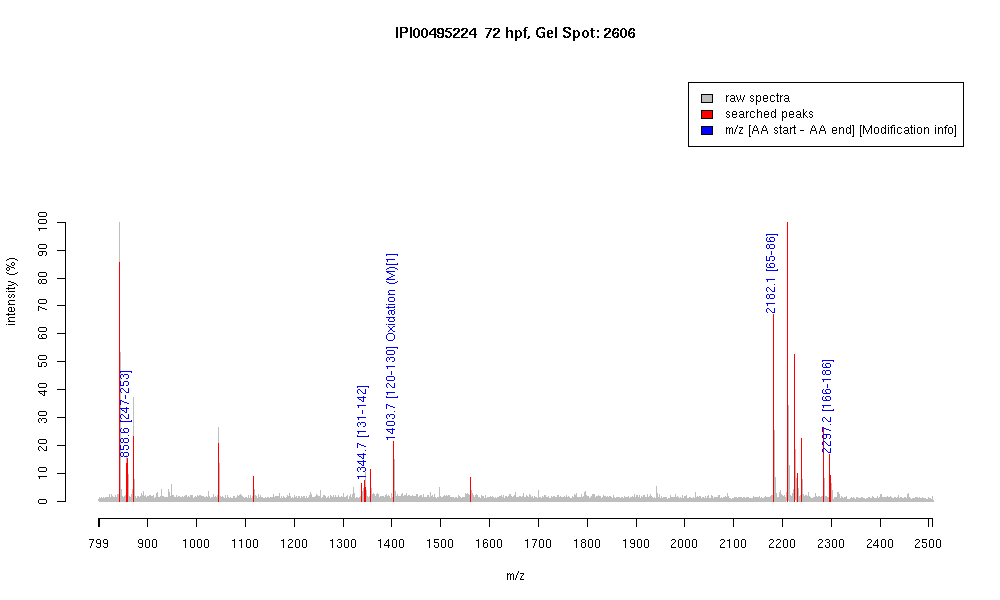 IPI00495224 72 hpf, Gel Spot: 2606
raw spectra
searched peaks
m/z [AA start - AA end] [Modification info]
intensity (%)
100
90
80
70
60
50
40
30
20
10
0
858.6 [247-253]
1344.7 [131-142]
1403.7 [120-130] Oxidation (M)[1]
2182.1 [65-86]
2297.2 [166-186]
799 900 1000 1100 1200 1300 1400 1500 1600 1700 1800 1900 2000 2100 2200 2300 2400 2500
m/z